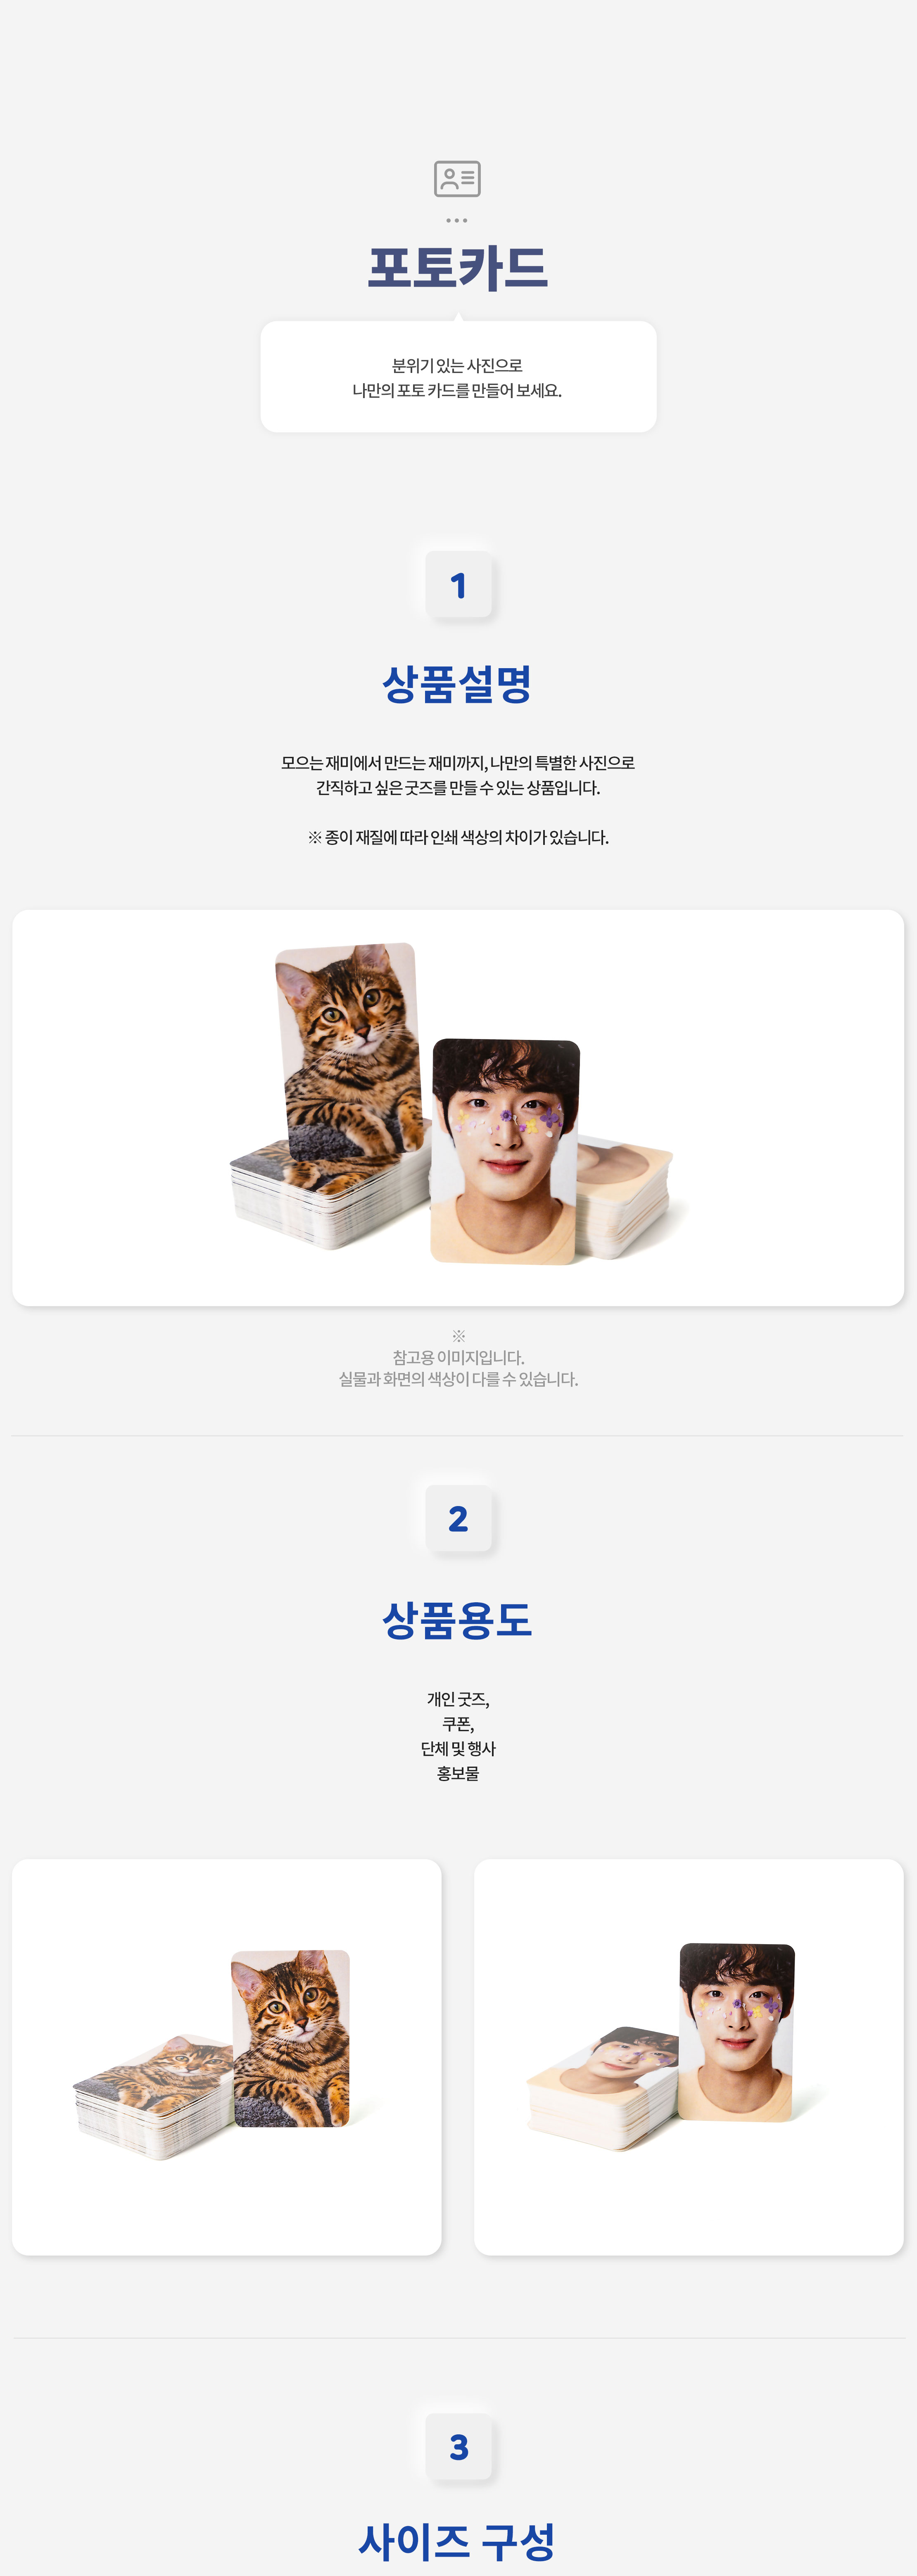 포토카드
분위기 있는 사진으로
나만의 포토 카드를 만들어 보세요.
1
상품설명
모으는 재미에서 만드는 재미까지, 나만의 특별한 사진으로
간직하고 싶은 굿즈를 만들 수 있는 상품입니다.
※ 종이 재질에 따라 인쇄 색상의 차이가 있습니다.
※
참고용 이미지입니다.
실물과 화면의 색상이 다를 수 있습니다.
2
상품용도
개인 굿즈,
쿠폰,
단체 및 행사
홍보물
3
사이즈 구성